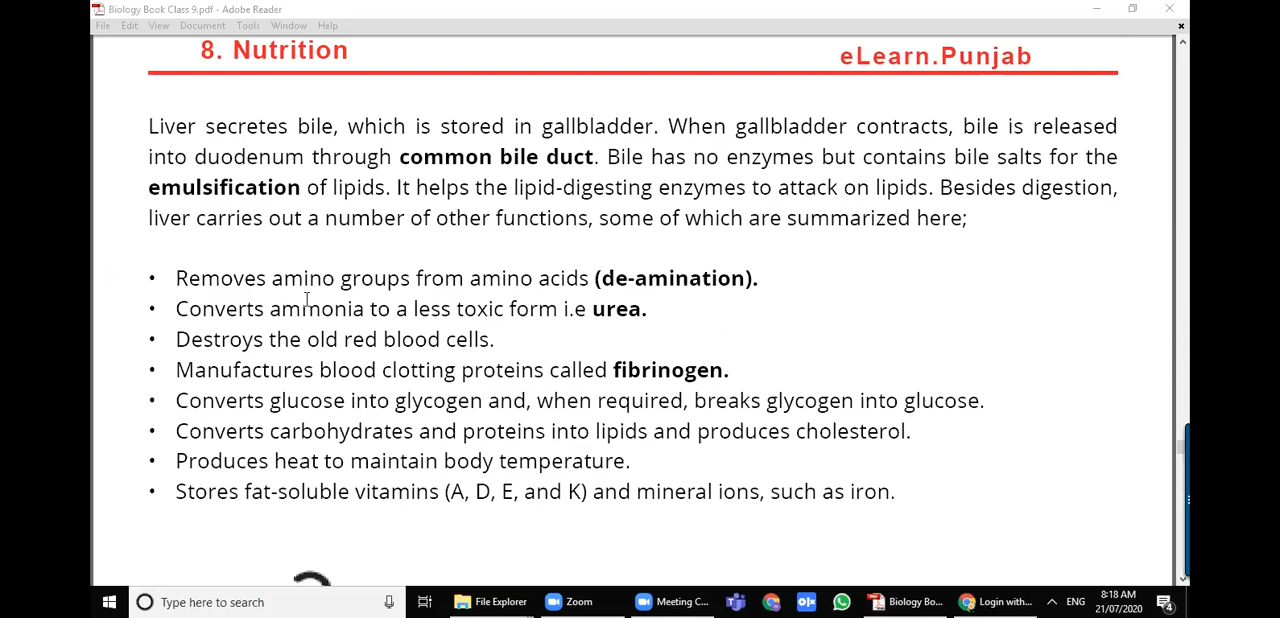 Biology Book Class 9.pdf - Adobe Reader
File Edit View Document Tools Window Help
8. Nutrition
eLearn.Punjab
Liver secretes bile, which is stored in gallbladder. When gallbladder contracts, bile is released
into duodenum through common bile duct. Bile has no enzymes but contains bile salts for the
emulsification of lipids. It helps the lipid-digesting enzymes to attack on lipids. Besides digestion,
liver carries out a number of other functions, some of which are summarized here;
• Removes amino groups from amino acids (de-amination).
• Converts ammonia to a less toxic form i.e urea.
• Destroys the old red blood cells.
• Manufactures blood clotting proteins called fibrinogen.
• Converts glucose into glycogen and, when required, breaks glycogen into glucose.
• Converts carbohydrates and proteins into lipids and produces cholesterol.
• Produces heat to maintain body temperature.
• Stores fat-soluble vitamins (A, D, E, and K) and mineral ions, such as iron.
Type here to search
File Explorer
Zoom
Meeting C...
Biology Bo...
Login with...
ENG
8:18 AM
21/07/2020
4